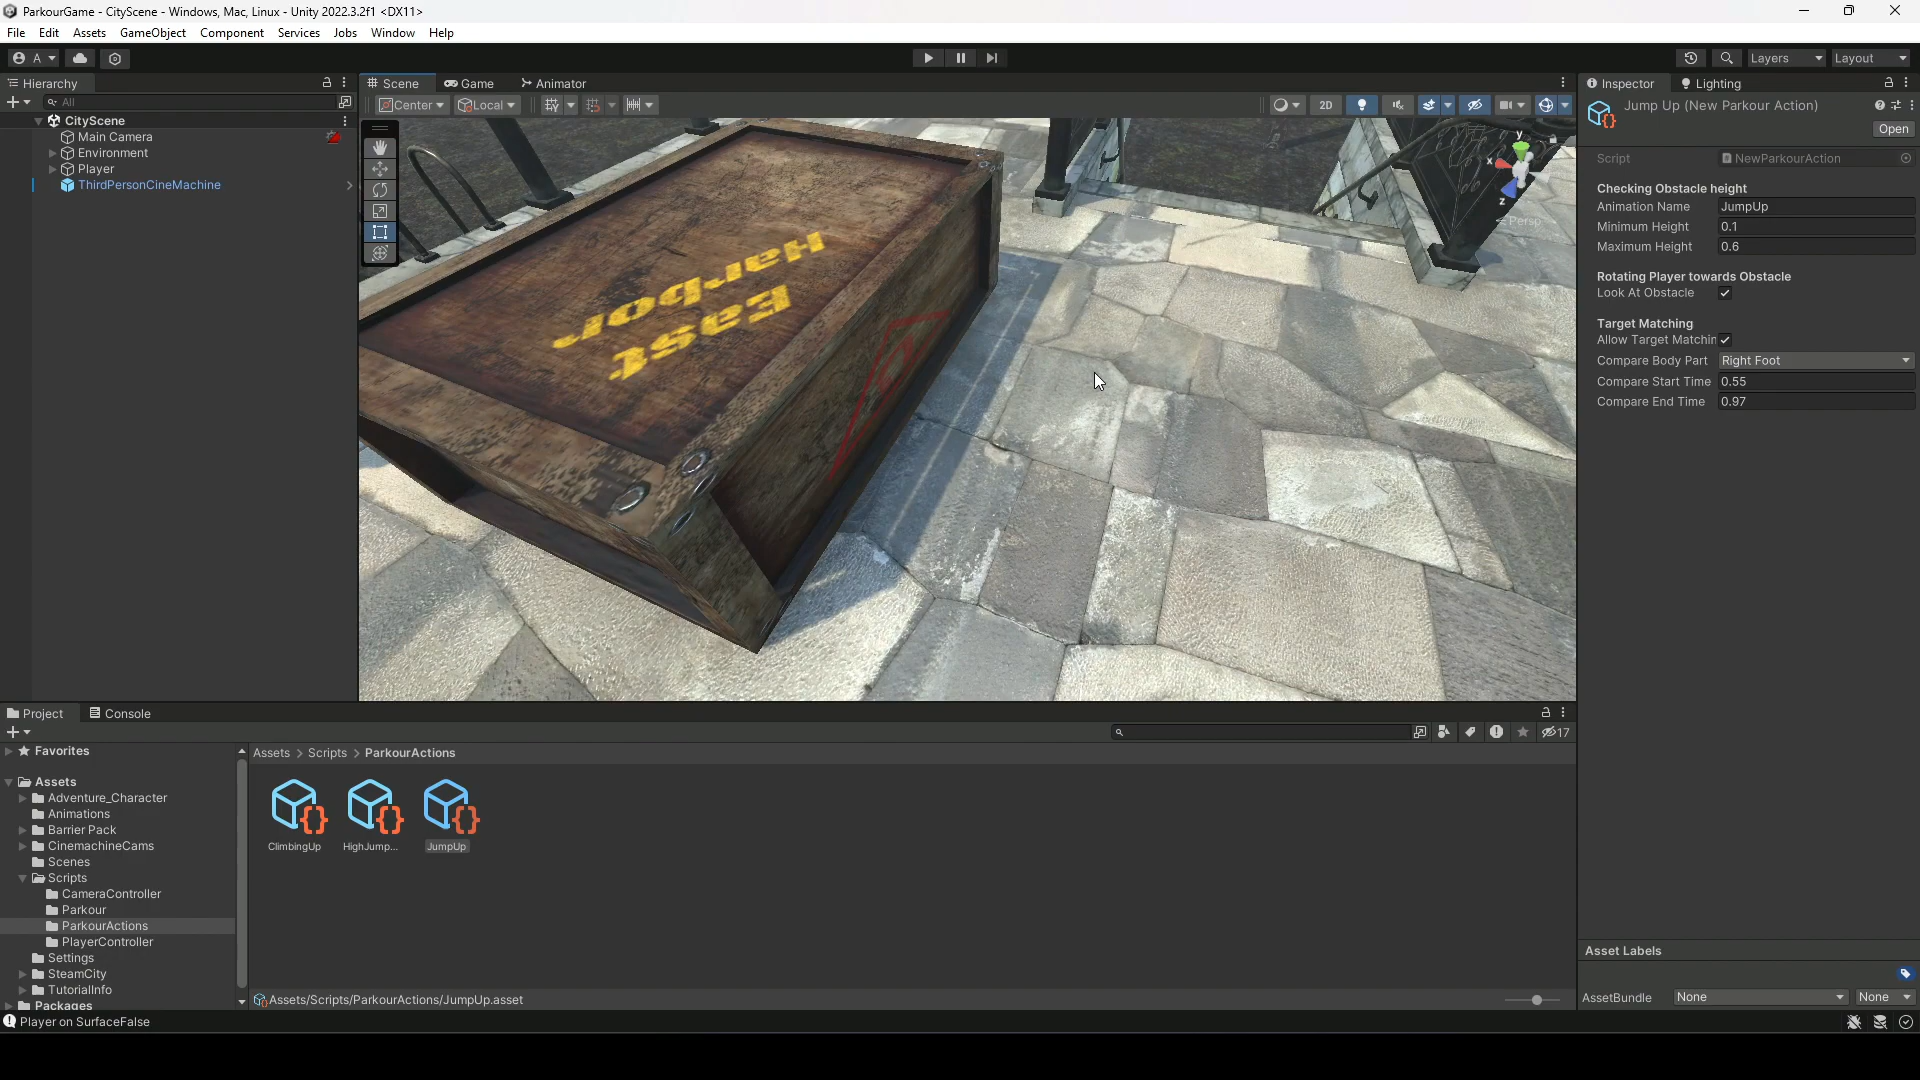 ParkourGame - CityScene - Windows, Mac, Linux - Unity 2022.3.2f1 <DX11>
File Edit Assets GameObject Component Services Jobs Window Help
A Layers Layout
Hierarchy
All
CityScene
Main Camera
Environment
Player
ThirdPersonCineMachine
Scene Game Animator
Center Local 2D
East
Harbor
y
x
z
Persp
Inspector Lighting
Jump Up (New Parkour Action)
Open
Script NewParkourAction
Checking Obstacle height
Animation Name JumpUp
Minimum Height 0.1
Maximum Height 0.6
Rotating Player towards Obstacle
Look At Obstacle
Target Matching
Allow Target Matchin
Compare Body Part Right Foot
Compare Start Time 0.55
Compare End Time 0.97
Project Console
17
Favorites
Assets
Adventure_Character
Animations
Barrier Pack
CinemachineCams
Scenes
Scripts
CameraController
Parkour
ParkourActions
PlayerController
Settings
SteamCity
TutorialInfo
Packages
Assets > Scripts > ParkourActions
ClimbingUp HighJump... JumpUp
Assets/Scripts/ParkourActions/JumpUp.asset
Asset Labels
AssetBundle None None
Player on SurfaceFalse